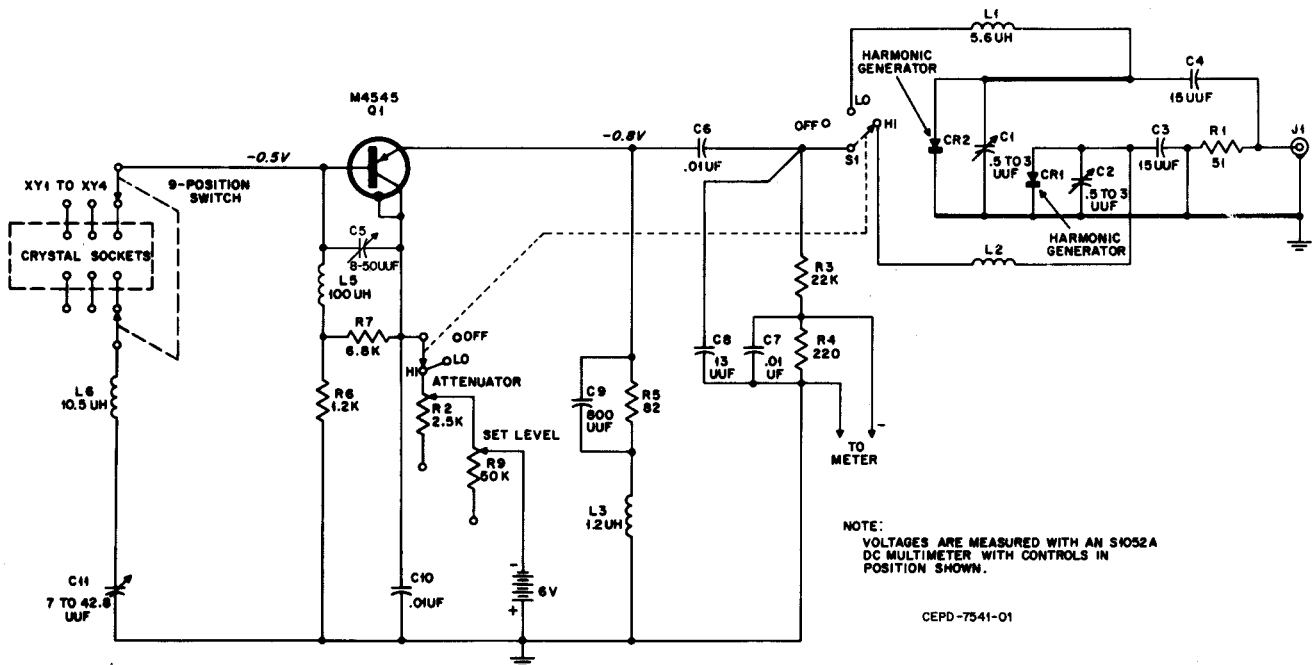 L1
5.6UH
HARMONIC
GENERATOR
C4
15UUF
M4545
Q1
LO
OFF
HI
S1
-0.8V
C6
.01UF
CR2
C1
.5 TO 3
UUF
CR1
C2
.5 TO 3
UUF
C3
15UUF
R1
51
J1
HARMONIC
GENERATOR
-0.5V
9-POSITION
SWITCH
XY1 TO XY4
CRYSTAL SOCKETS
C5
8-50UUF
L5
100UH
L2
R3
22K
R7
6.8K
OFF
LO
HI
ATTENUATOR
R2
2.5K
C8
13
UUF
C7
.01
UF
R4
220
-
TO
METER
L6
10.5UH
R6
1.2K
SET LEVEL
R9
50K
C9
800
UUF
R5
82
L3
1.2UH
C11
7 TO 42.8
UUF
C10
.01UF
-
+
6V
NOTE:
VOLTAGES ARE MEASURED WITH AN S1052A
DC MULTIMETER WITH CONTROLS IN
POSITION SHOWN.
CEPD-7541-01